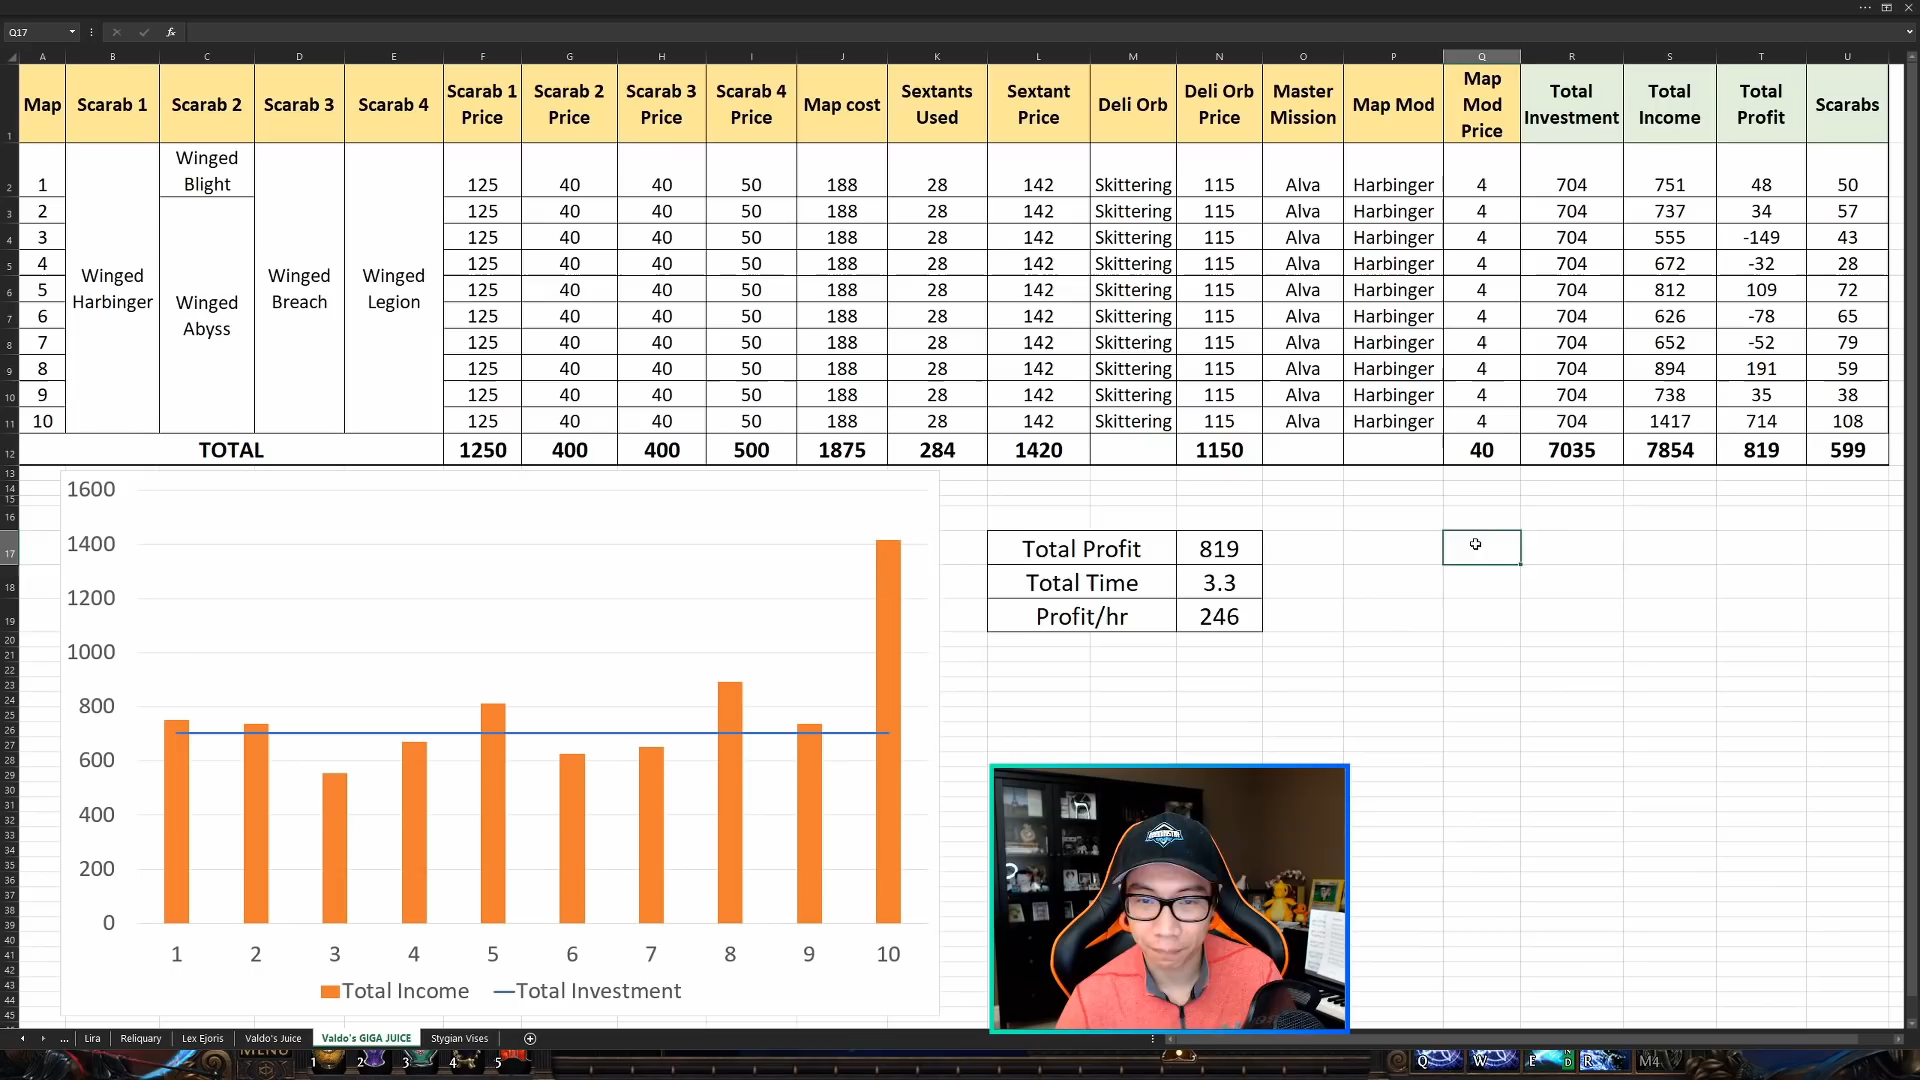 Q17
fx
A B C D E F G H I J K L M N O P Q R S T U
Map Scarab 1 Scarab 2 Scarab 3 Scarab 4 Scarab 1 Price Scarab 2 Price Scarab 3 Price Scarab 4 Price Map cost Sextants Used Sextant Price Deli Orb Deli Orb Price Master Mission Map Mod Map Mod Price Total Investment Total Income Total Profit Scarabs
1 Winged Blight 125 40 40 50 188 28 142 Skittering 115 Alva Harbinger 4 704 751 48 50
2 125 40 40 50 188 28 142 Skittering 115 Alva Harbinger 4 704 737 34 57
3 125 40 40 50 188 28 142 Skittering 115 Alva Harbinger 4 704 555 -149 43
4 125 40 40 50 188 28 142 Skittering 115 Alva Harbinger 4 704 672 -32 28
5 Winged Harbinger Winged Abyss Winged Breach Winged Legion 125 40 40 50 188 28 142 Skittering 115 Alva Harbinger 4 704 812 109 72
6 125 40 40 50 188 28 142 Skittering 115 Alva Harbinger 4 704 626 -78 65
7 125 40 40 50 188 28 142 Skittering 115 Alva Harbinger 4 704 652 -52 79
8 125 40 40 50 188 28 142 Skittering 115 Alva Harbinger 4 704 894 191 59
9 125 40 40 50 188 28 142 Skittering 115 Alva Harbinger 4 704 738 35 38
10 125 40 40 50 188 28 142 Skittering 115 Alva Harbinger 4 704 1417 714 108
TOTAL 1250 400 400 500 1875 284 1420 1150 40 7035 7854 819 599
1600
1400
1200
1000
800
600
400
200
0
1 2 3 4 5 6 7 8 9 10
Total Income Total Investment
Total Profit 819
Total Time 3.3
Profit/hr 246
... Lira Reliquary Lex Ejoris Valdo's Juice Valdo's GIGA JUICE Stygian Vises
MENU 1 2 3 4 5 Q W E R M4